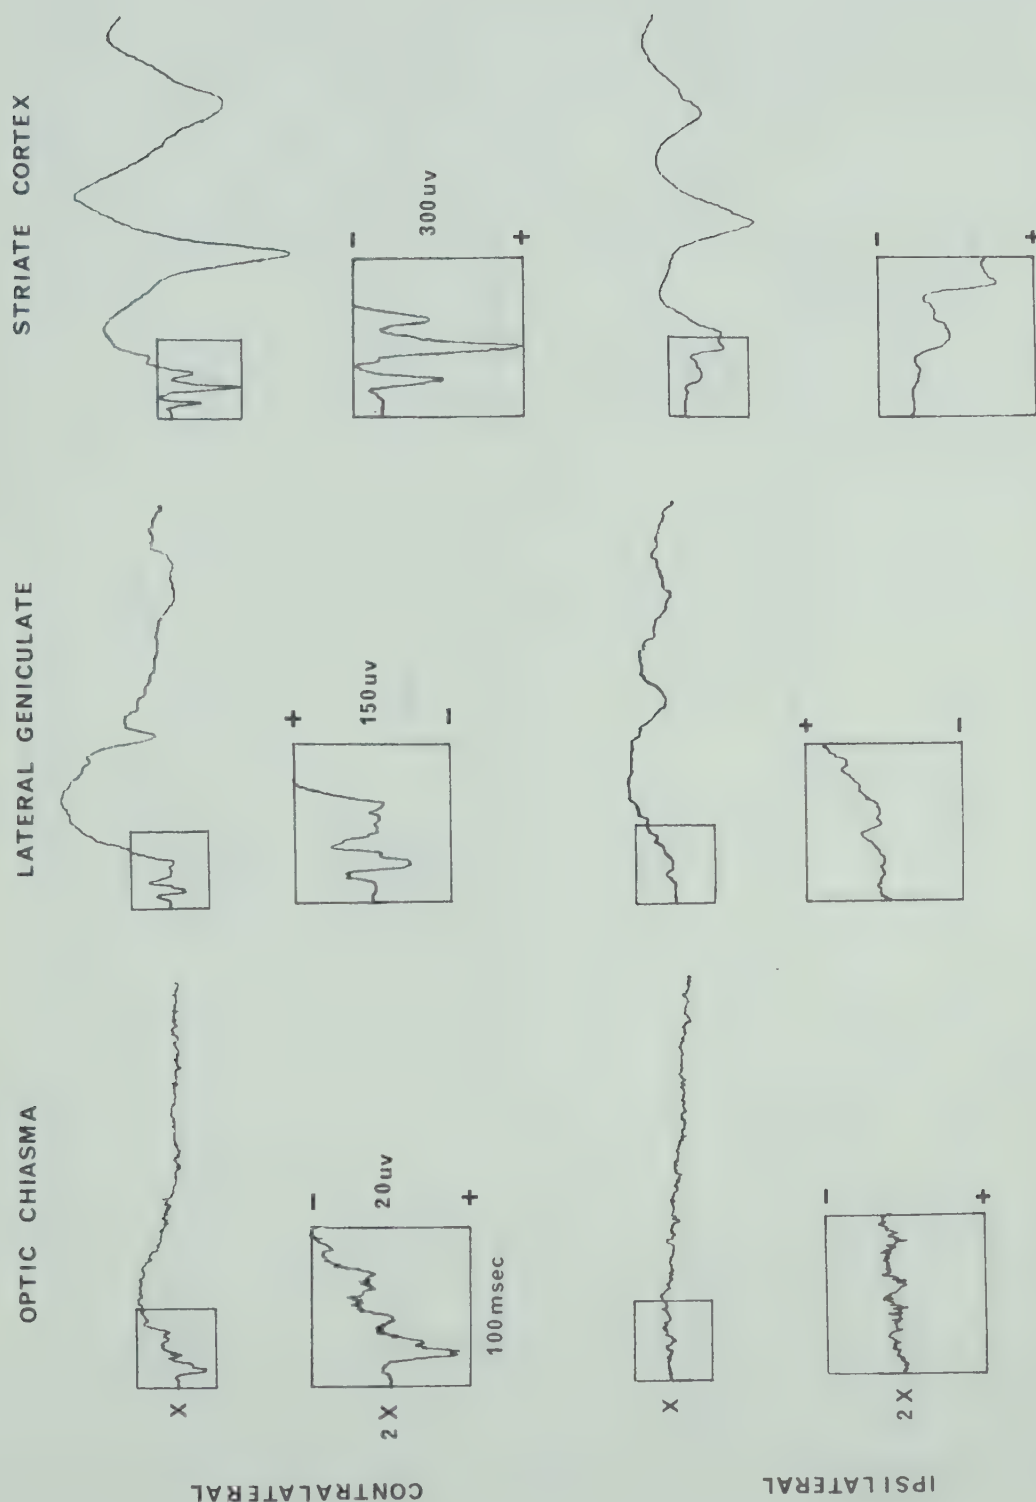 OPTIC CHIASMA
LATERAL GENICULATE
STRIATE CORTEX
CONTRALATERAL
X
2 X
-
20uv
+
100msec
+
150uv
-
-
300uv
+
IPSILATERAL
X
2 X
-
+
+
-
-
+